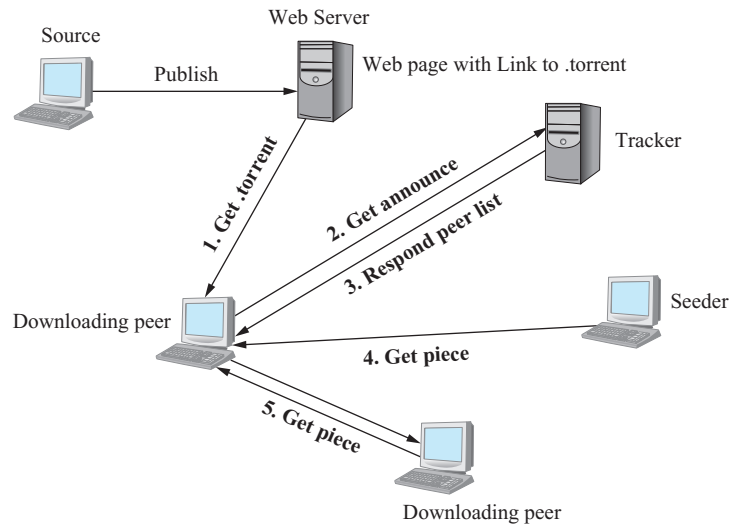 Web Server
Source
Publish
Web page with Link to .torrent
Tracker
1. Get .torrent
2. Get announce
3. Respond peer list
Seeder
Downloading peer
4. Get piece
5. Get piece
Downloading peer